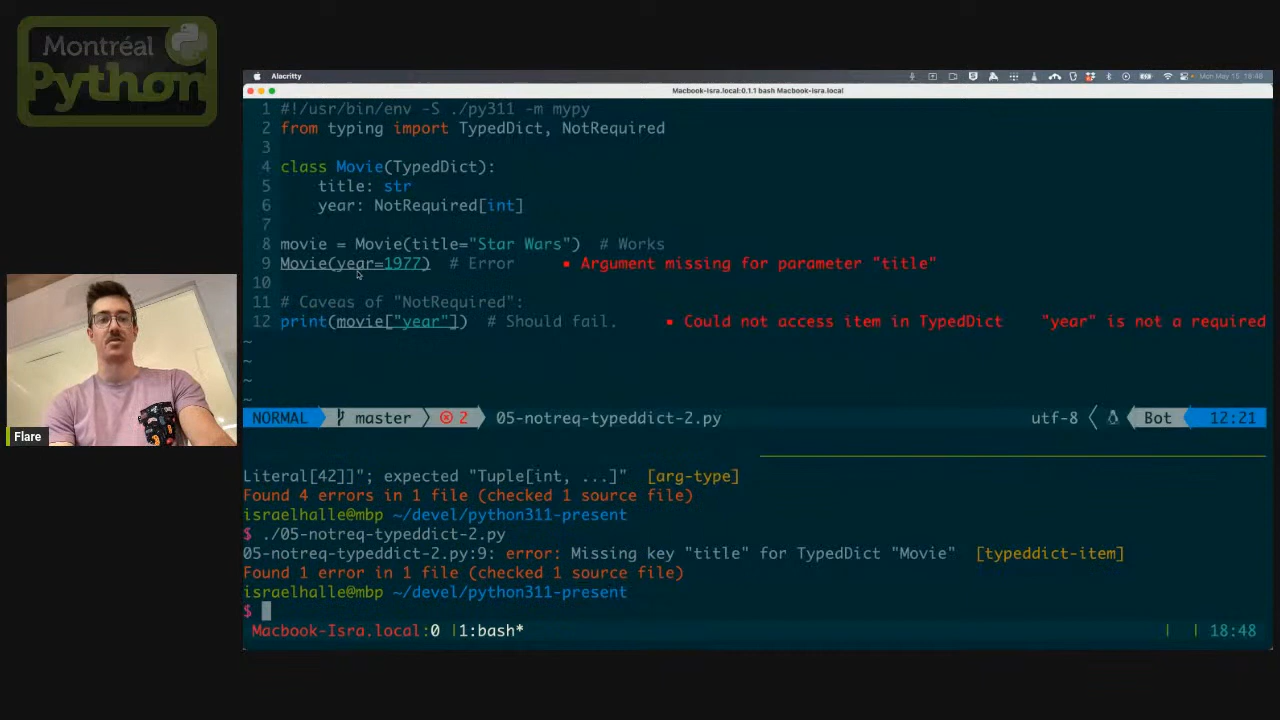 Montréal
Python
Alacritty
Mon May 15 18:48
Macbook-Isra.local:0.1.1 bash Macbook-Isra.local
1 #!/usr/bin/env -S ./py311 -m mypy
2 from typing import TypedDict, NotRequired
3
4 class Movie(TypedDict):
5 title: str
6 year: NotRequired[int]
7
8 movie = Movie(title="Star Wars") # Works
9 Movie(year=1977) # Error ▪ Argument missing for parameter "title"
10
11 # Caveas of "NotRequired":
12 print(movie["year"]) # Should fail. ▪ Could not access item in TypedDict "year" is not a required
~
~
~
~
NORMAL master 2 05-notreq-typeddict-2.py utf-8 Bot 12:21
Literal[42]]"; expected "Tuple[int, ...]" [arg-type]
Found 4 errors in 1 file (checked 1 source file)
israelhalle@mbp ~/devel/python311-present
$ ./05-notreq-typeddict-2.py
05-notreq-typeddict-2.py:9: error: Missing key "title" for TypedDict "Movie" [typeddict-item]
Found 1 error in 1 file (checked 1 source file)
israelhalle@mbp ~/devel/python311-present
$
Macbook-Isra.local:0 |1:bash* | | 18:48
Flare